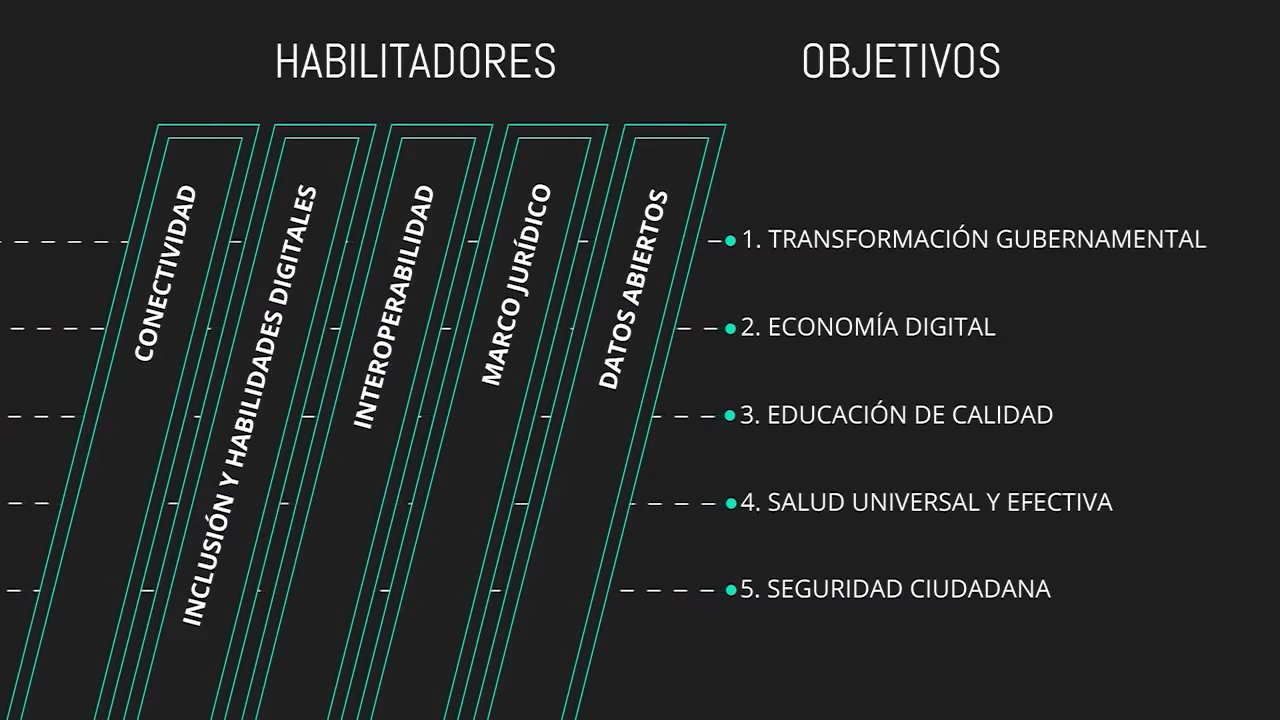 HABILITADORES
OBJETIVOS
CONECTIVIDAD
INCLUSIÓN Y HABILIDADES DIGITALES
INTEROPERABILIDAD
MARCO JURÍDICO
DATOS ABIERTOS
1. TRANSFORMACIÓN GUBERNAMENTAL
2. ECONOMÍA DIGITAL
3. EDUCACIÓN DE CALIDAD
4. SALUD UNIVERSAL Y EFECTIVA
5. SEGURIDAD CIUDADANA